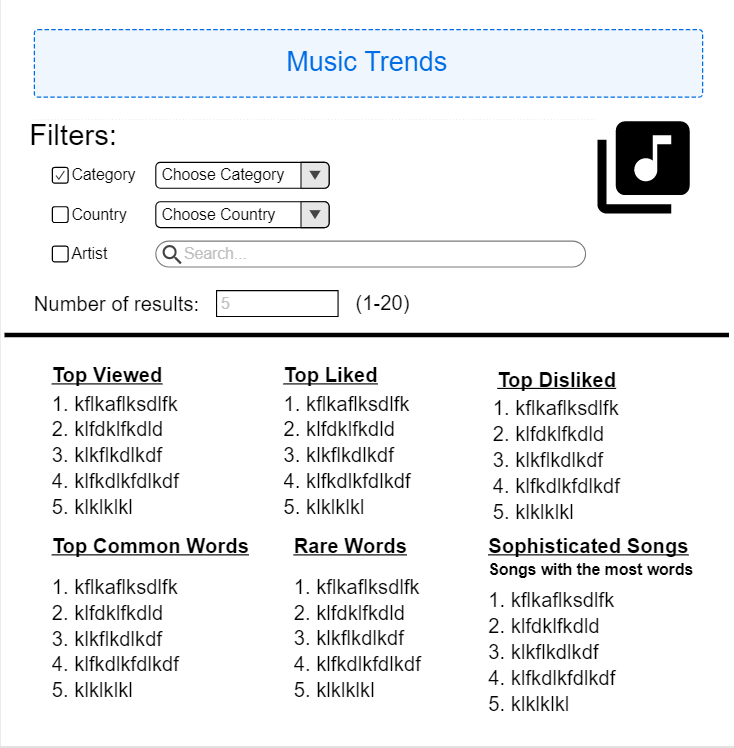 Music Trends
Filters:
Category Choose Category
Country Choose Country
Artist Search...
Number of results: 5 (1-20)
Top Viewed
1. kflkaflksdlfk
2. klfdklfkdld
3. klkflkdlkdf
4. klfkdlkfdlkdf
5. klklklkl
Top Liked
1. kflkaflksdlfk
2. klfdklfkdld
3. klkflkdlkdf
4. klfkdlkfdlkdf
5. klklklkl
Top Disliked
1. kflkaflksdlfk
2. klfdklfkdld
3. klkflkdlkdf
4. klfkdlkfdlkdf
5. klklklkl
Top Common Words
1. kflkaflksdlfk
2. klfdklfkdld
3. klkflkdlkdf
4. klfkdlkfdlkdf
5. klklklkl
Rare Words
1. kflkaflksdlfk
2. klfdklfkdld
3. klkflkdlkdf
4. klfkdlkfdlkdf
5. klklklkl
Sophisticated Songs
Songs with the most words
1. kflkaflksdlfk
2. klfdklfkdld
3. klkflkdlkdf
4. klfkdlkfdlkdf
5. klklklkl